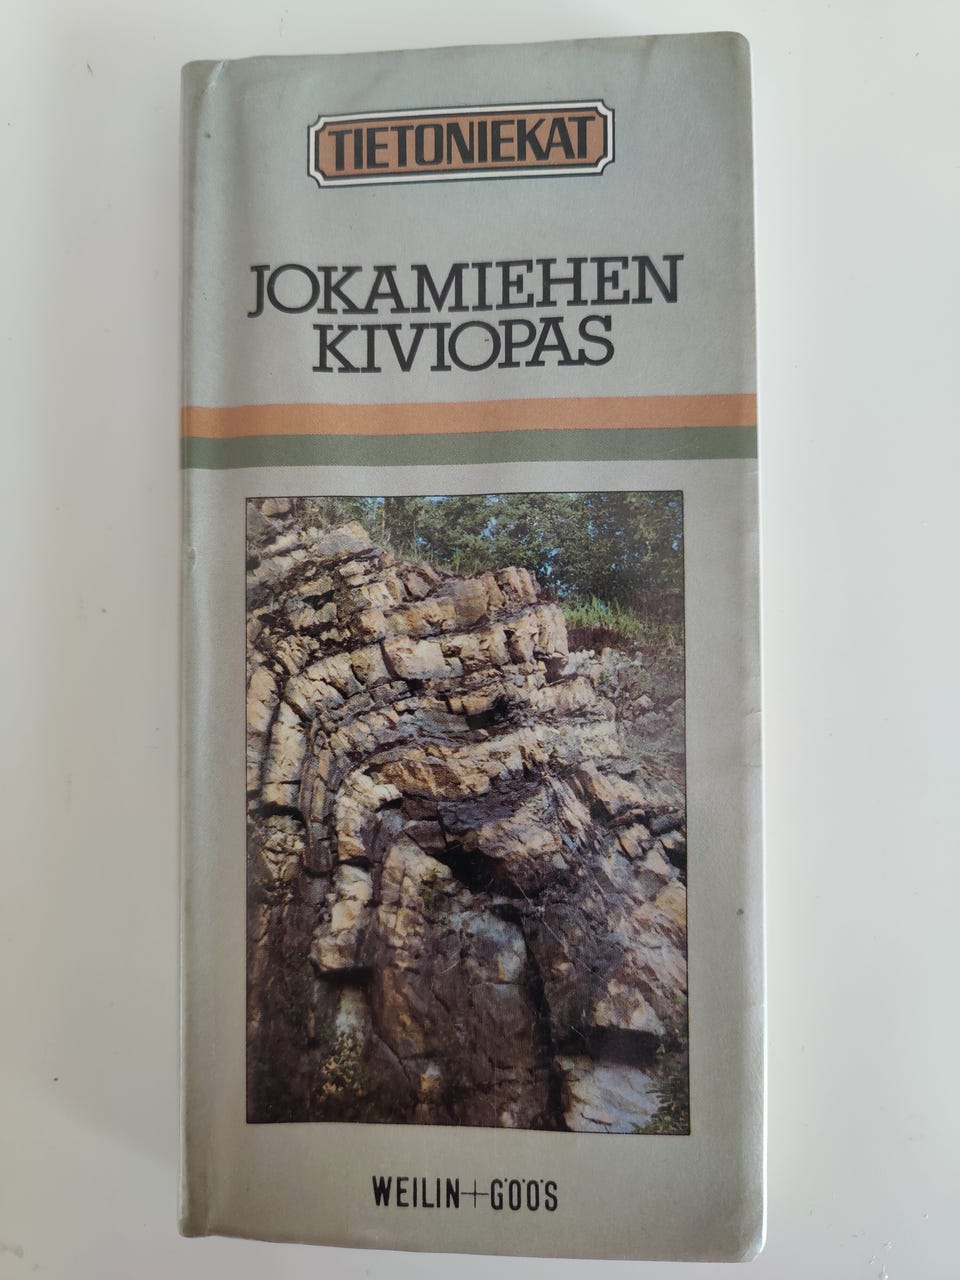 TIETONIEKAT
JOKAMIEHEN
KIVIOPAS
WEILIN+GÖÖS